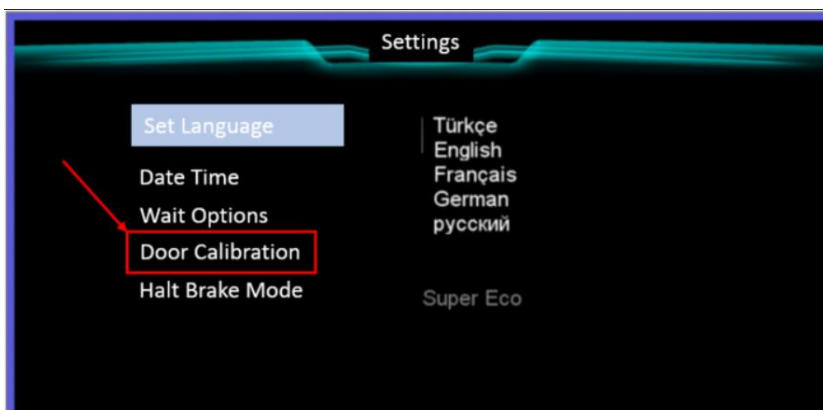 Settings
Set Language
Date Time
Wait Options
Door Calibration
Halt Brake Mode
Türkçe
English
Français
German
русский
Super Eco